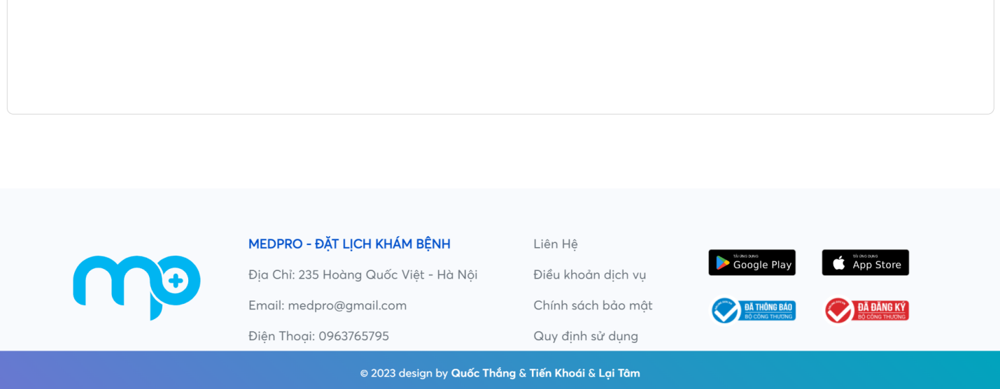 MEDPRO - ĐẶT LỊCH KHÁM BỆNH
Địa Chỉ: 235 Hoàng Quốc Việt - Hà Nội
Email: medpro@gmail.com
Điện Thoại: 0963765795
Liên Hệ
Điều khoản dịch vụ
Chính sách bảo mật
Quy định sử dụng
TẢI ỨNG DỤNG
Google Play
TẢI ỨNG DỤNG
App Store
ĐÃ THÔNG BÁO
BỘ CÔNG THƯƠNG
ĐÃ ĐĂNG KÝ
BỘ CÔNG THƯƠNG
mp
© 2023 design by Quốc Thắng & Tiến Khoái & Lại Tâm